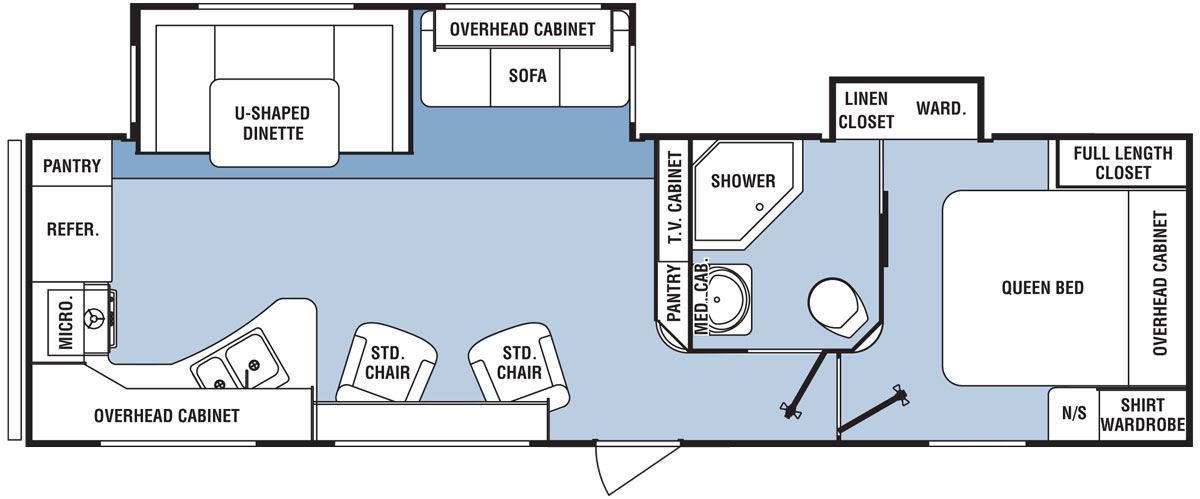 OVERHEAD CABINET
SOFA
U-SHAPED
DINETTE
LINEN
CLOSET
WARD.
PANTRY
REFER.
MICRO.
OVERHEAD CABINET
STD.
CHAIR
STD.
CHAIR
T.V. CABINET
PANTRY
SHOWER
MED. CAB.
FULL LENGTH
CLOSET
QUEEN BED
OVERHEAD CABINET
N/S
SHIRT
WARDROBE